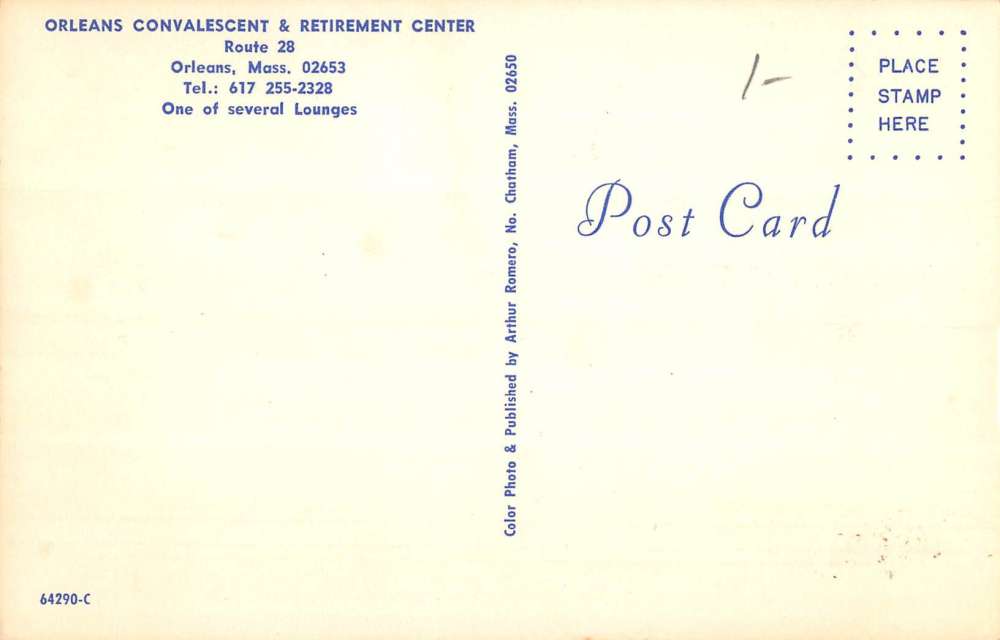 ORLEANS CONVALESCENT & RETIREMENT CENTER
Route 28
Orleans, Mass. 02653
Tel.: 617 255-2328
One of several Lounges
Color Photo & Published by Arthur Romero, No. Chatham, Mass. 02650
1/-
PLACE
STAMP
HERE
Post Card
64290-C